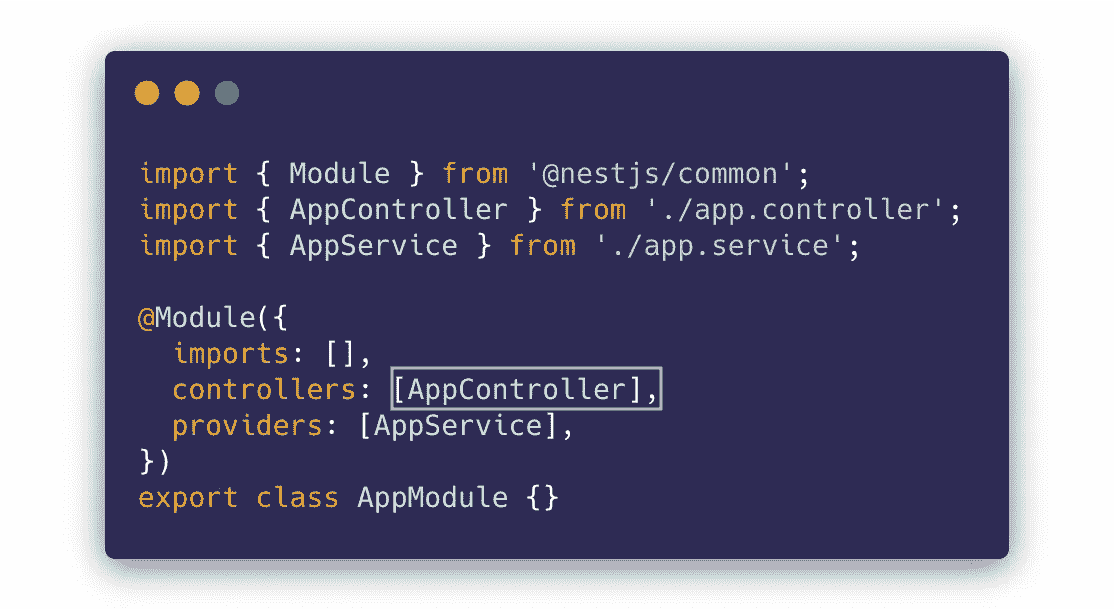 import { Module } from '@nestjs/common';
import { AppController } from './app.controller';
import { AppService } from './app.service';
@Module({
  imports: [],
  controllers: [AppController],
  providers: [AppService],
})
export class AppModule {}